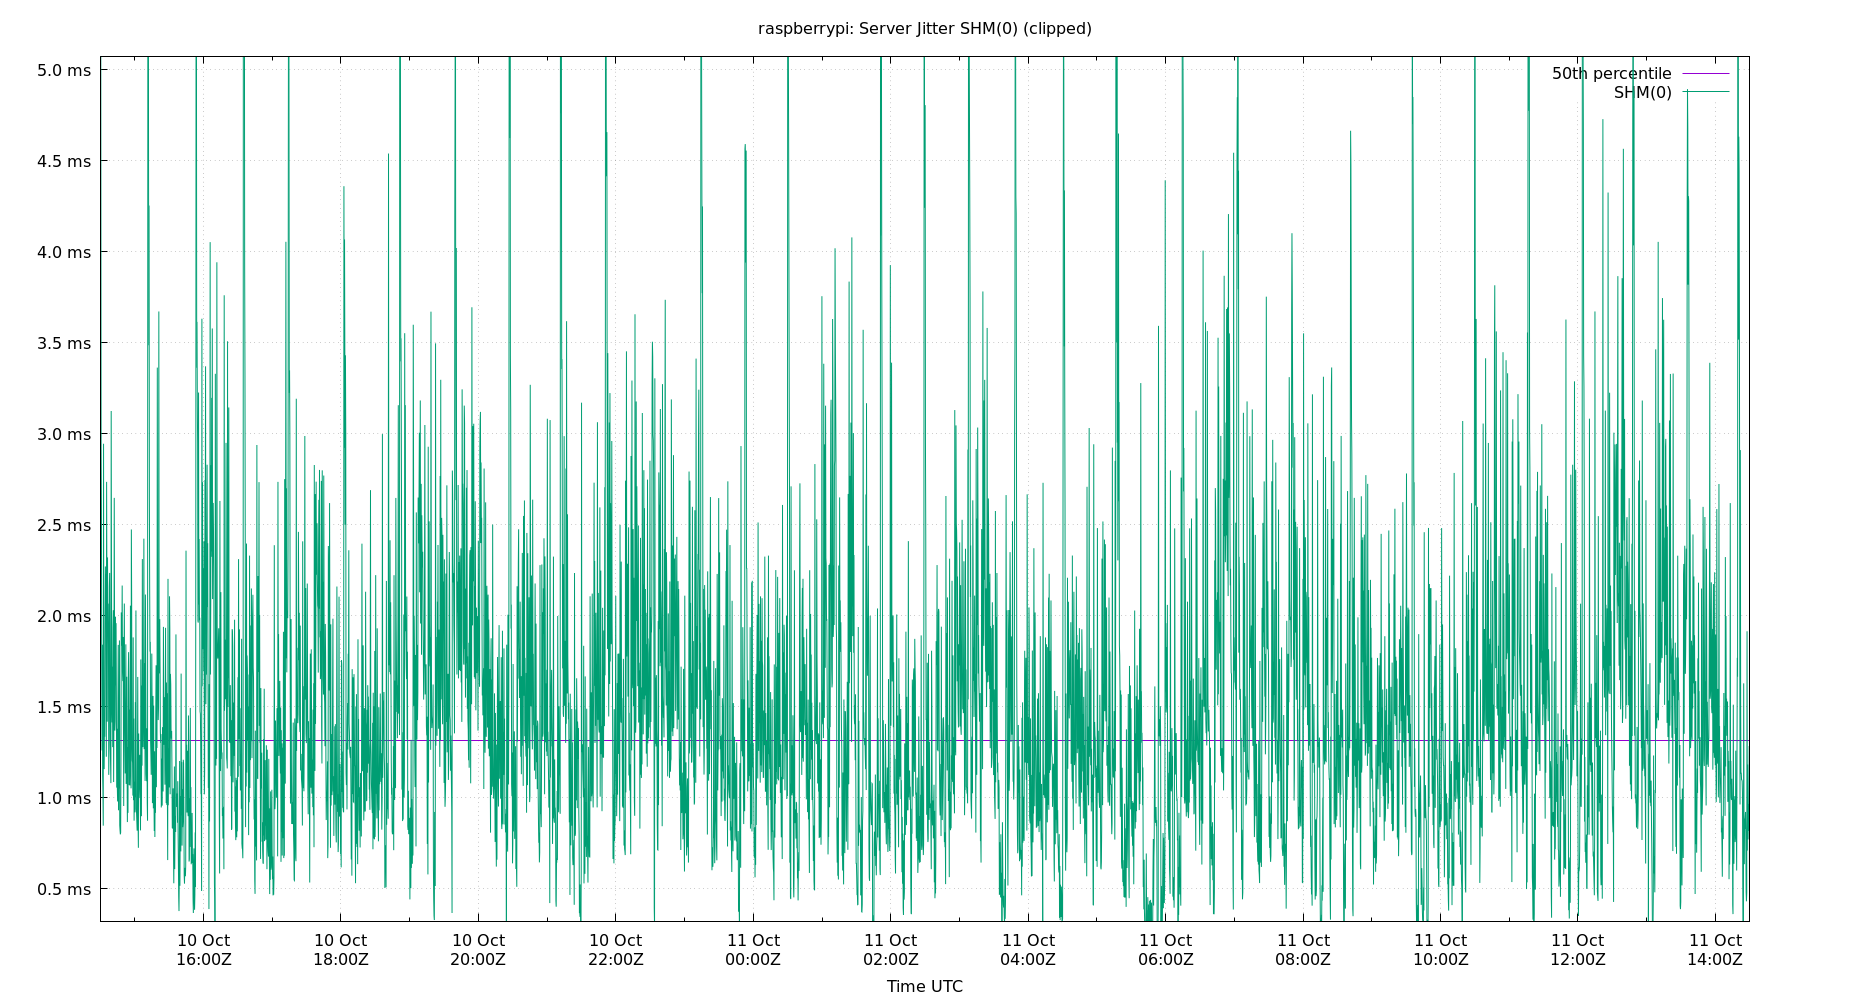 raspberrypi: Server Jitter SHM(0) (clipped)
5.0 ms
4.5 ms
4.0 ms
3.5 ms
3.0 ms
2.5 ms
2.0 ms
1.5 ms
1.0 ms
0.5 ms
50th percentile
SHM(0)
10 Oct 10 Oct 10 Oct 10 Oct 11 Oct 11 Oct 11 Oct 11 Oct 11 Oct 11 Oct 11 Oct 11 Oct
16:00Z 18:00Z 20:00Z 22:00Z 00:00Z 02:00Z 04:00Z 06:00Z 08:00Z 10:00Z 12:00Z 14:00Z
Time UTC